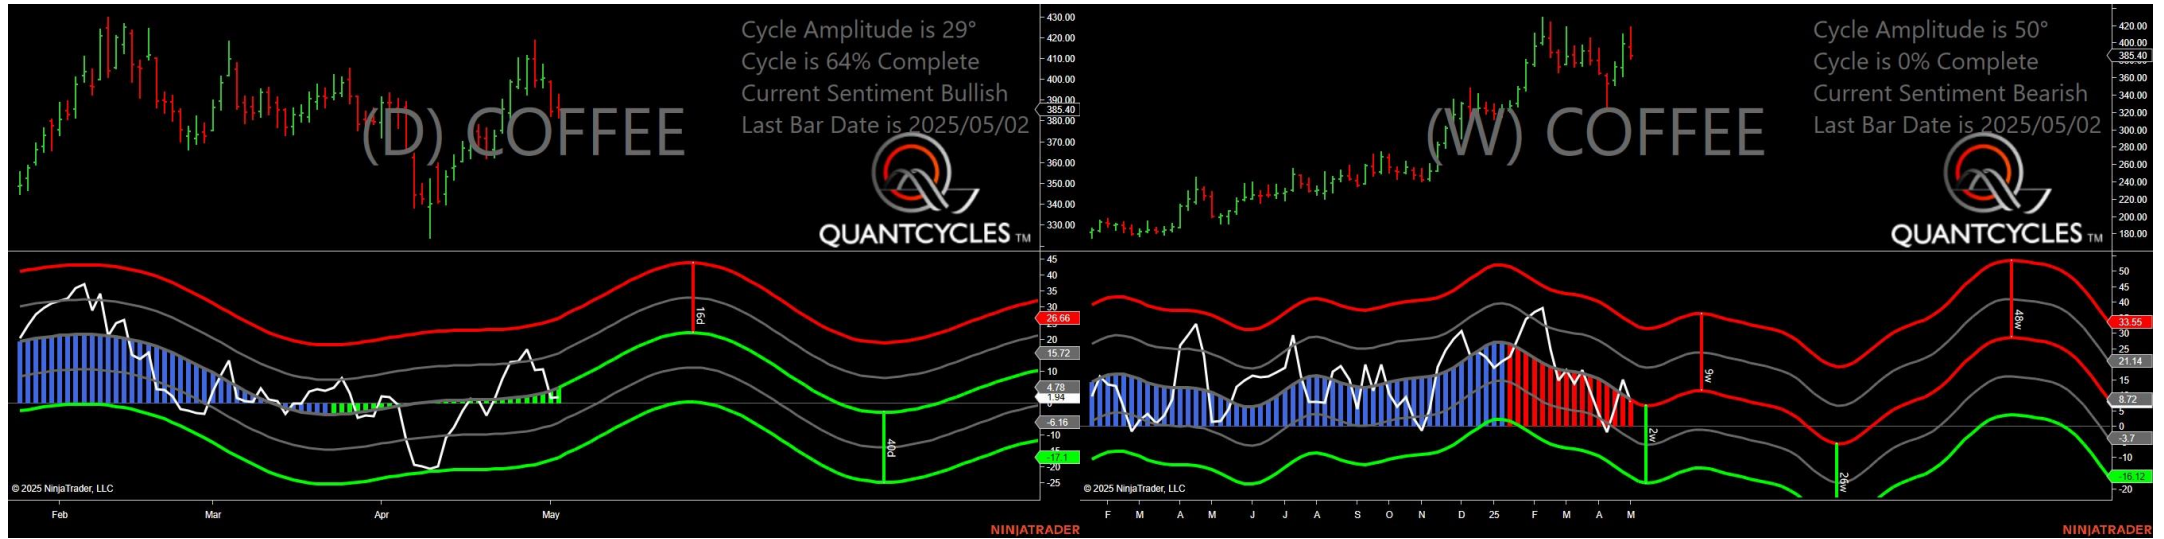 Cycle Amplitude is 29°
Cycle is 64% Complete
Current Sentiment Bullish
Last Bar Date is 2025/05/02
(D) COFFEE
QUANTCYCLES TM
430.00
420.00
410.00
400.00
390.00
385.40
380.00
370.00
360.00
350.00
340.00
330.00
45
40
35
30
26.66
20
15.72
10
4.78
1.94
-6.16
-10
-17.1
-20
-25
16d
40d
© 2025 NinjaTrader, LLC
Feb Mar Apr May
NINJATRADER
Cycle Amplitude is 50°
Cycle is 0% Complete
Current Sentiment Bearish
Last Bar Date is 2025/05/02
(W) COFFEE
QUANTCYCLES TM
420.00
400.00
385.40
360.00
340.00
320.00
300.00
280.00
260.00
240.00
220.00
200.00
180.00
50
45
40
33.55
30
25
21.14
15
8.72
5
0
-3.7
-10
-16.12
-20
2w
9w
26w
48w
© 2025 NinjaTrader, LLC
F M A M J J A S O N D 25 F M A M
NINJATRADER